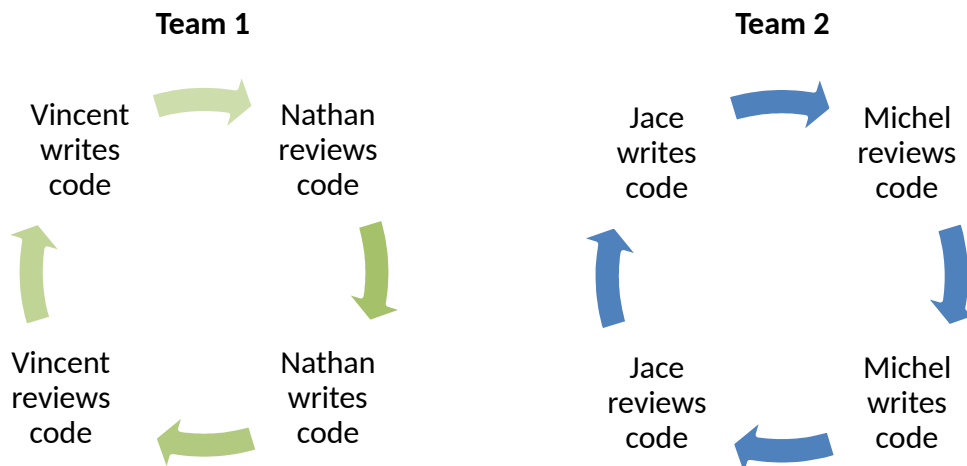 Team 1
Vincent
writes
code
Nathan
reviews
code
Vincent
reviews
code
Nathan
writes
code
Team 2
Jace
writes
code
Michel
reviews
code
Jace
reviews
code
Michel
writes
code